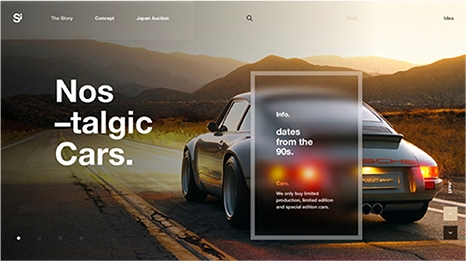 The Story
Concept
Japan Auction
Idea
Nos
–talgic
Cars.
Info.
dates
from the
90s.
Cars.
We only buy limited
production, limited edition
and special edition cars.
PORSCHE